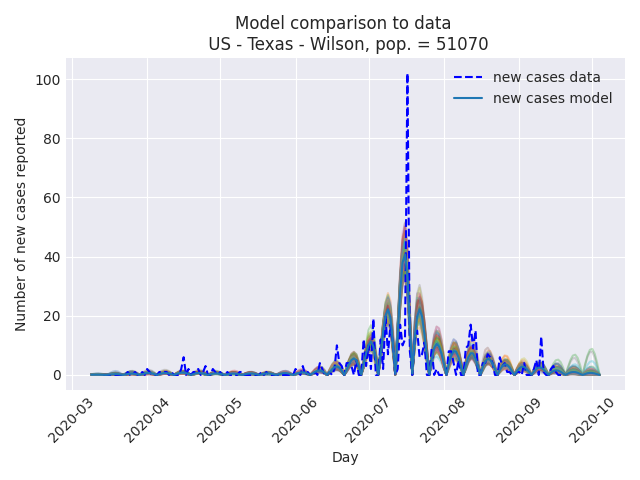 Model comparison to data
US - Texas - Wilson, pop. = 51070
new cases data
new cases model
Number of new cases reported
100
80
60
40
20
0
2020-03
2020-04
2020-05
2020-06
2020-07
2020-08
2020-09
2020-10
Day